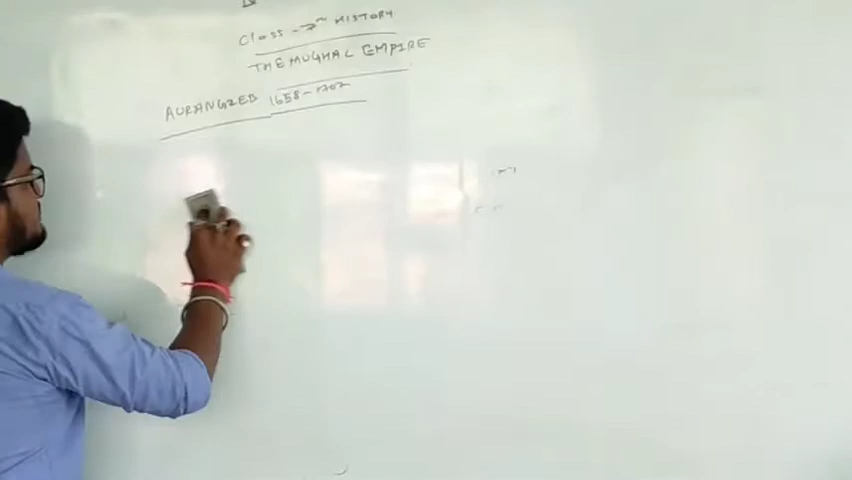 Class - 7th HISTORY
THE MUGHAL EMPIRE
AURANGZEB 1658 - 1707